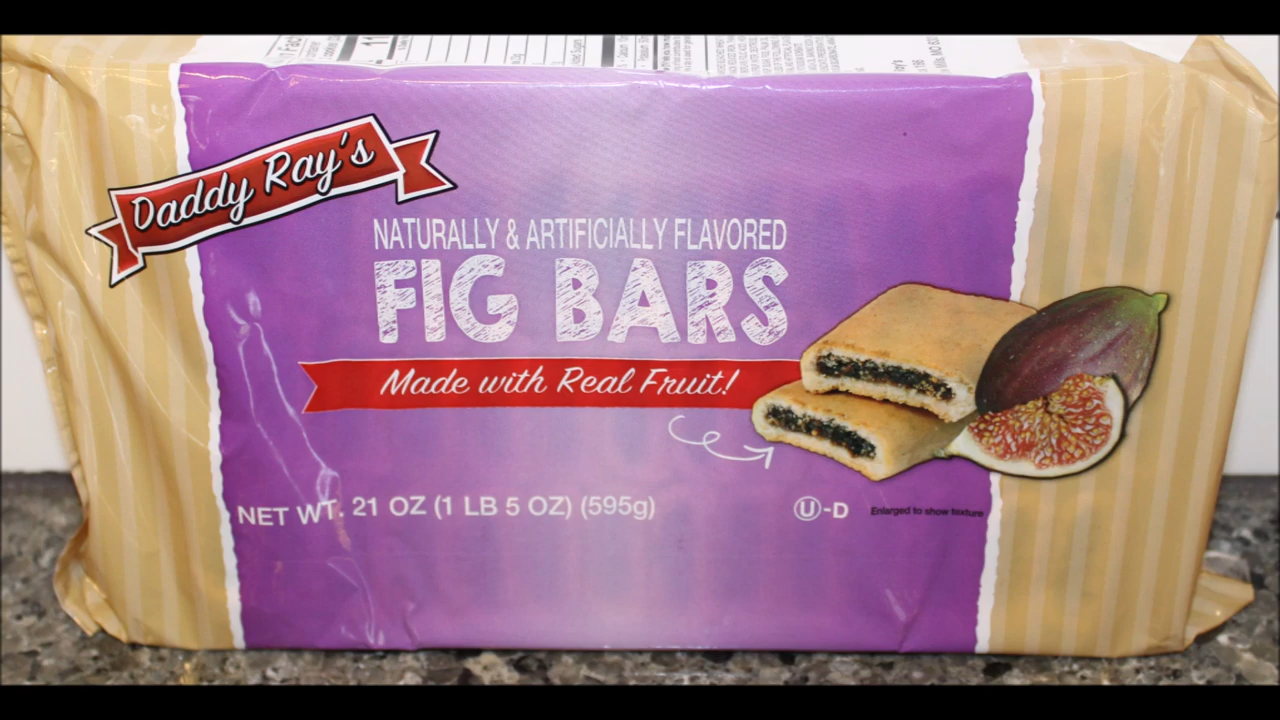 Daddy Ray's
NATURALLY & ARTIFICIALLY FLAVORED
FIG BARS
Made with Real Fruit!
NET WT. 21 OZ (1 LB 5 OZ) (595g)
U-D
Enlarged to show texture